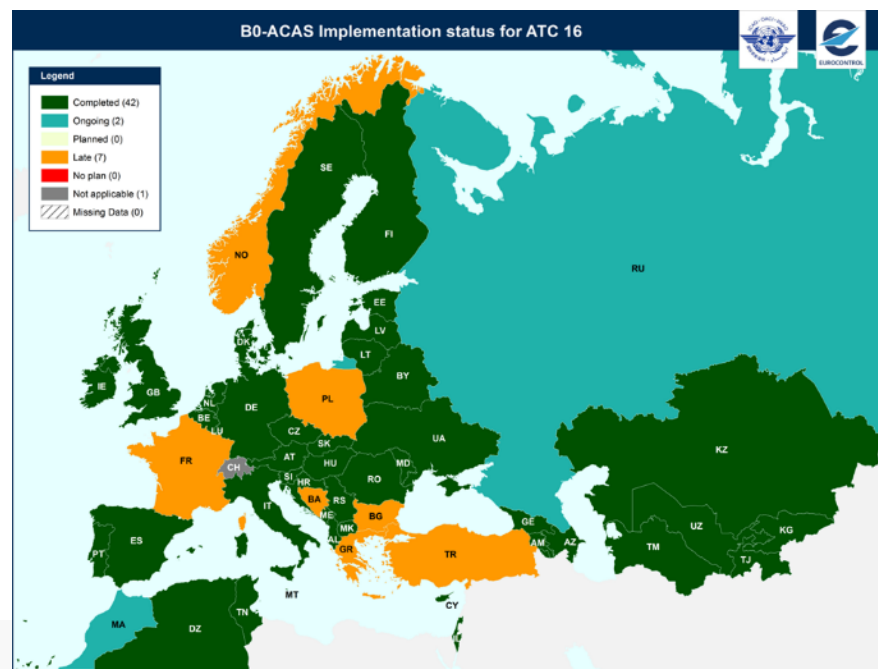 B0-ACAS Implementation status for ATC 16
EUROCONTROL
Legend
Completed (42)
Ongoing (2)
Planned (0)
Late (7)
No plan (0)
Not applicable (1)
Missing Data (0)
SE
FI
NO
RU
EE
LV
DK
LT
IE
GB
NL
BY
DE
PL
BE
LU
CZ
UA
KZ
SK
FR
CH
AT
HU
MD
SI
HR
RO
BA
RS
IT
ME
BG
UZ
GE
KG
PT
ES
MK
AL
AM
AZ
TM
TJ
GR
TR
MT
CY
TN
MA
DZ